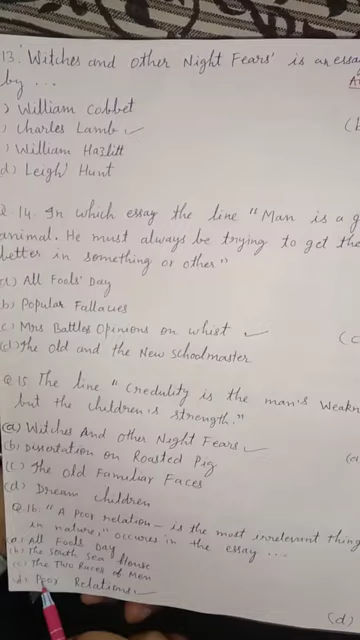 13. 'Witches and other Night Fears' is an essa
by ...
) William Cobbet
) Charles Lamb ✓
) William Hazlitt
(d) Leigh Hunt
Q. 14. In which essay the line "Man is a g
animal. He must always be trying to get the
better in something or other"
(a) All Fools' Day
(b) Popular Fallacies
(c) Mrs Battles Opinions on whist ✓
(d) The Old and the New Schoolmaster
(c
Q.15. The line "Credulity is the man's Weakn
but the children's strength."
(a) Witches And other Night Fears ✓
(b) Dissertation on Roasted Pig
(a
(c) The Old Familiar Faces
(d) Dream Children
Q.16. "A Poor relation— is the most irrelevant thing
in nature," occures in the essay ...
(a) All Fools Day
(b) The South Sea House
(c) The Two Races of Men
(d) Poor Relations ✓
(d)